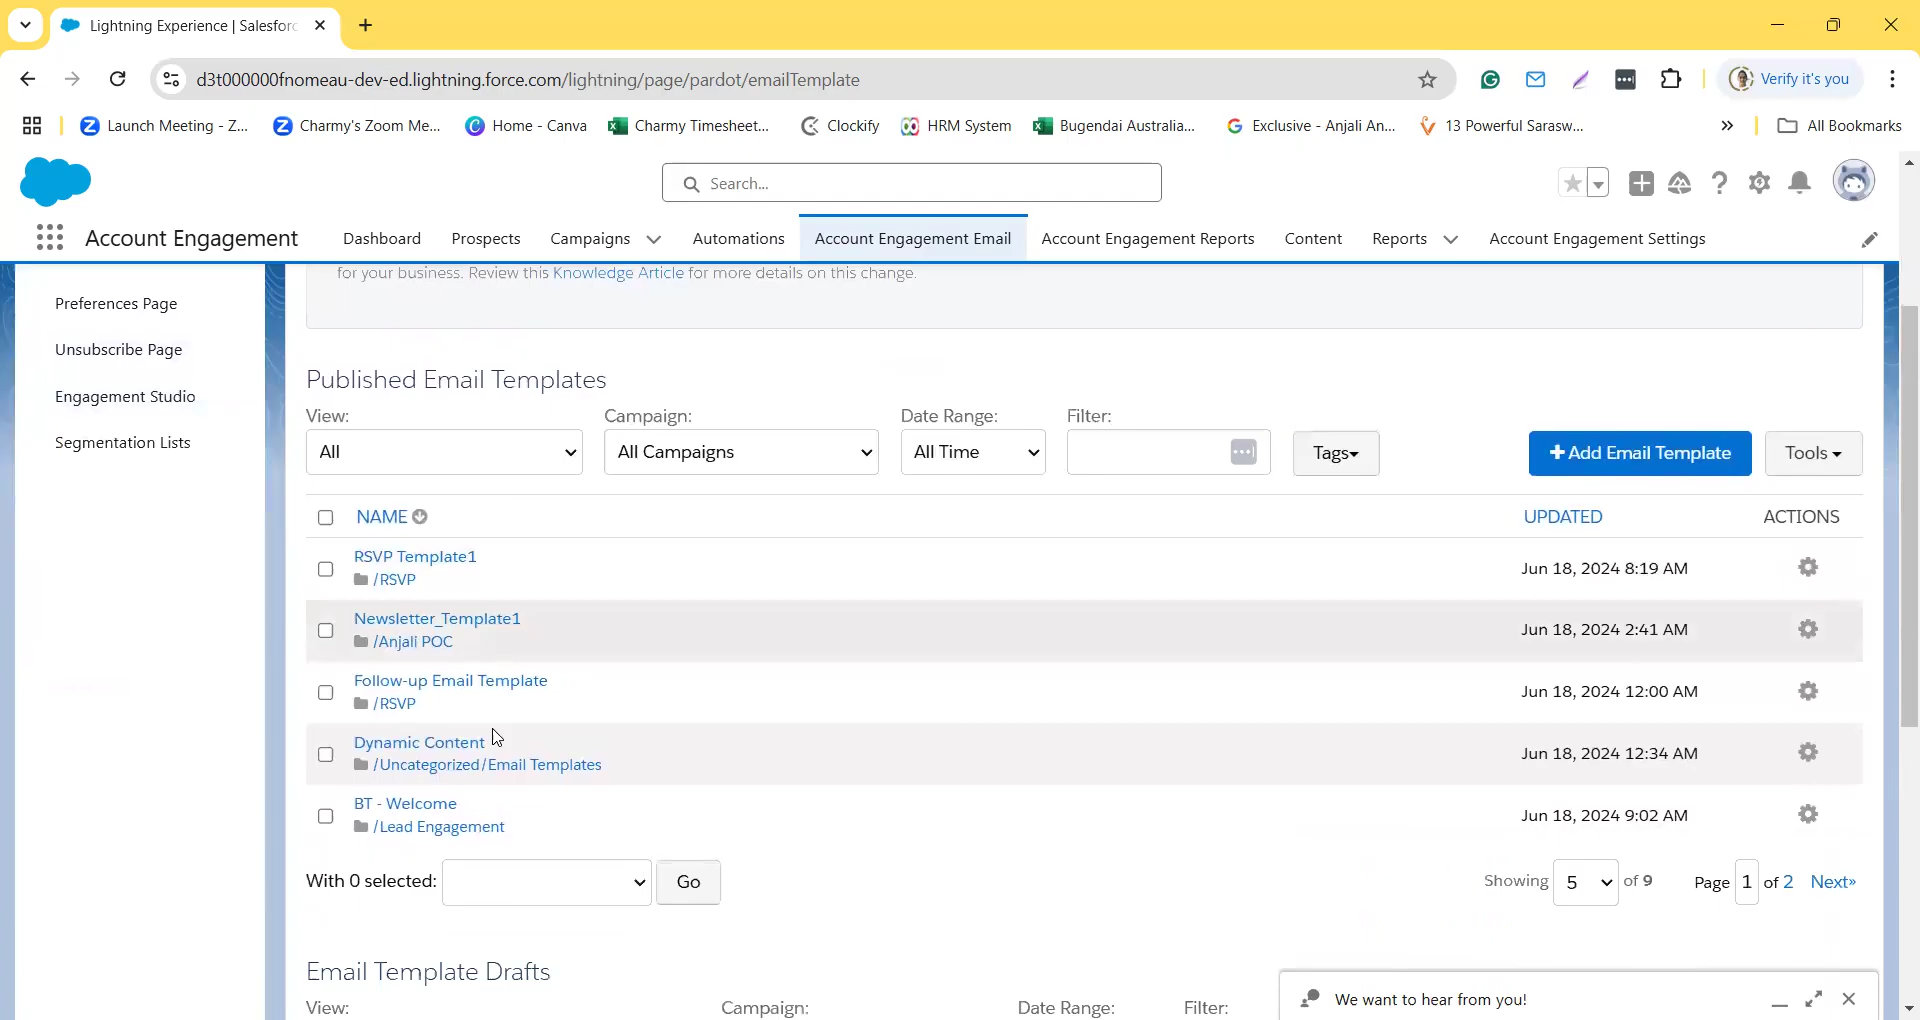 Lightning Experience | Salesforc
d3t000000fnomeau-dev-ed.lightning.force.com/lightning/page/pardot/emailTemplate
Verify it's you
Launch Meeting - Z...
Charmy's Zoom Me...
Home - Canva
Charmy Timesheet...
Clockify
HRM System
Bugendai Australia...
Exclusive - Anjali An...
13 Powerful Sarasw...
All Bookmarks
Search...
Account Engagement
Dashboard
Prospects
Campaigns
Automations
Account Engagement Email
Account Engagement Reports
Content
Reports
Account Engagement Settings
Preferences Page
Unsubscribe Page
Engagement Studio
Segmentation Lists
for your business. Review this Knowledge Article for more details on this change.
Published Email Templates
View:
Campaign:
Date Range:
Filter:
All
All Campaigns
All Time
Tags
+ Add Email Template
Tools
NAME
UPDATED
ACTIONS
RSVP Template1
/RSVP
Jun 18, 2024 8:19 AM
Newsletter_Template1
/Anjali POC
Jun 18, 2024 2:41 AM
Follow-up Email Template
/RSVP
Jun 18, 2024 12:00 AM
Dynamic Content
/Uncategorized/Email Templates
Jun 18, 2024 12:34 AM
BT - Welcome
/Lead Engagement
Jun 18, 2024 9:02 AM
With 0 selected:
Go
Showing 5 of 9
Page 1 of 2 Next»
Email Template Drafts
View:
Campaign:
Date Range:
Filter:
We want to hear from you!